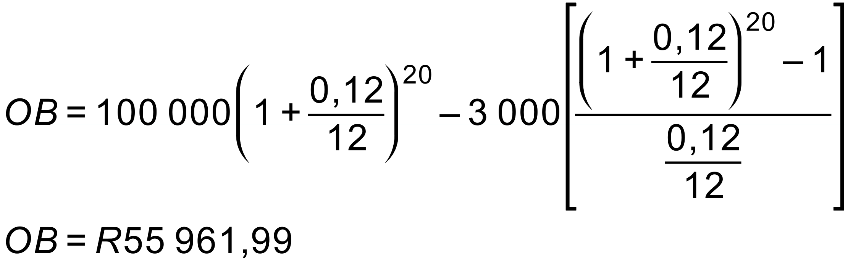 OB = 100 000(1 + 0,12/12)^20 − 3 000[((1 + 0,12/12)^20 − 1)/(0,12/12)]
OB = R55 961,99